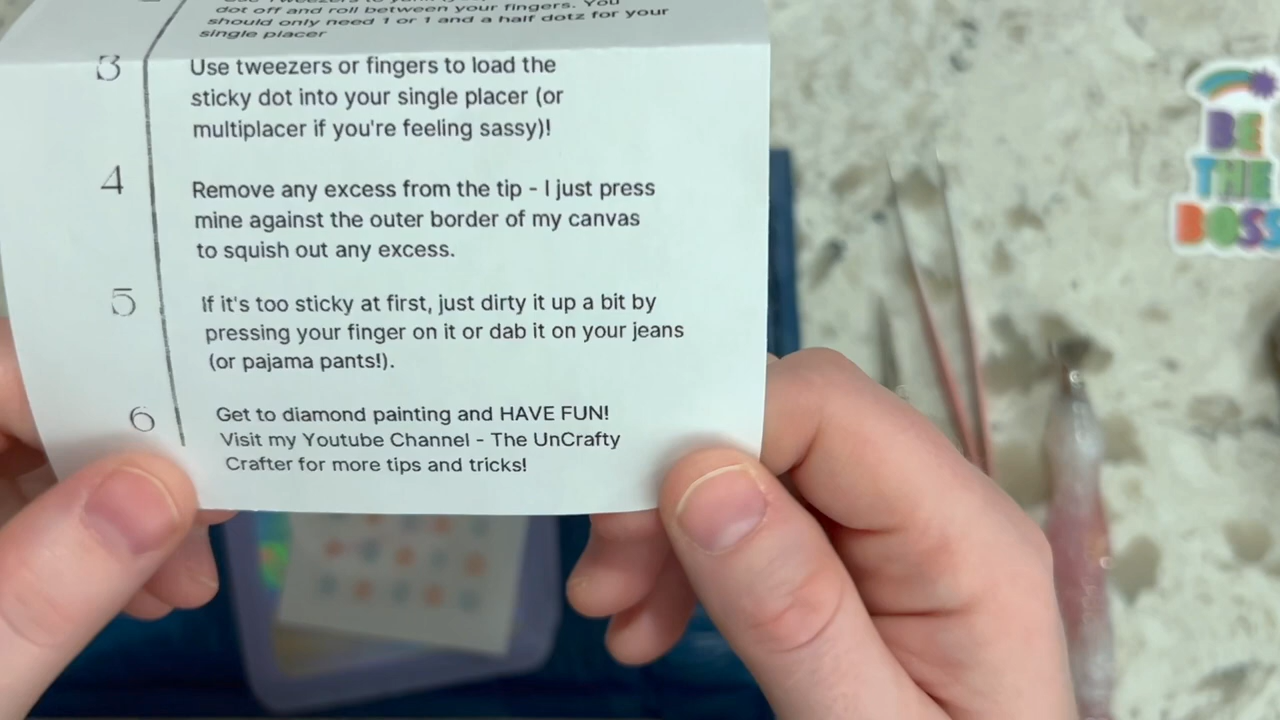 dot off and roll between your fingers. You
should only need 1 or 1 and a half dotz for your
single placer
3
Use tweezers or fingers to load the
sticky dot into your single placer (or
multiplacer if you're feeling sassy)!
4
Remove any excess from the tip - I just press
mine against the outer border of my canvas
to squish out any excess.
5
If it's too sticky at first, just dirty it up a bit by
pressing your finger on it or dab it on your jeans
(or pajama pants!).
6
Get to diamond painting and HAVE FUN!
Visit my Youtube Channel - The UnCrafty
Crafter for more tips and tricks!
BE
THE
BOSS